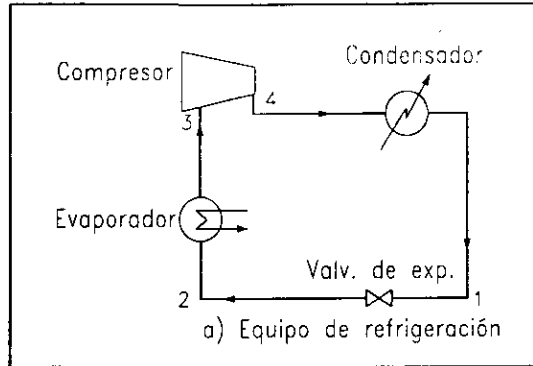 Condensador
Compresor
4
3
Evaporador
Valv. de exp.
2
1
a) Equipo de refrigeración